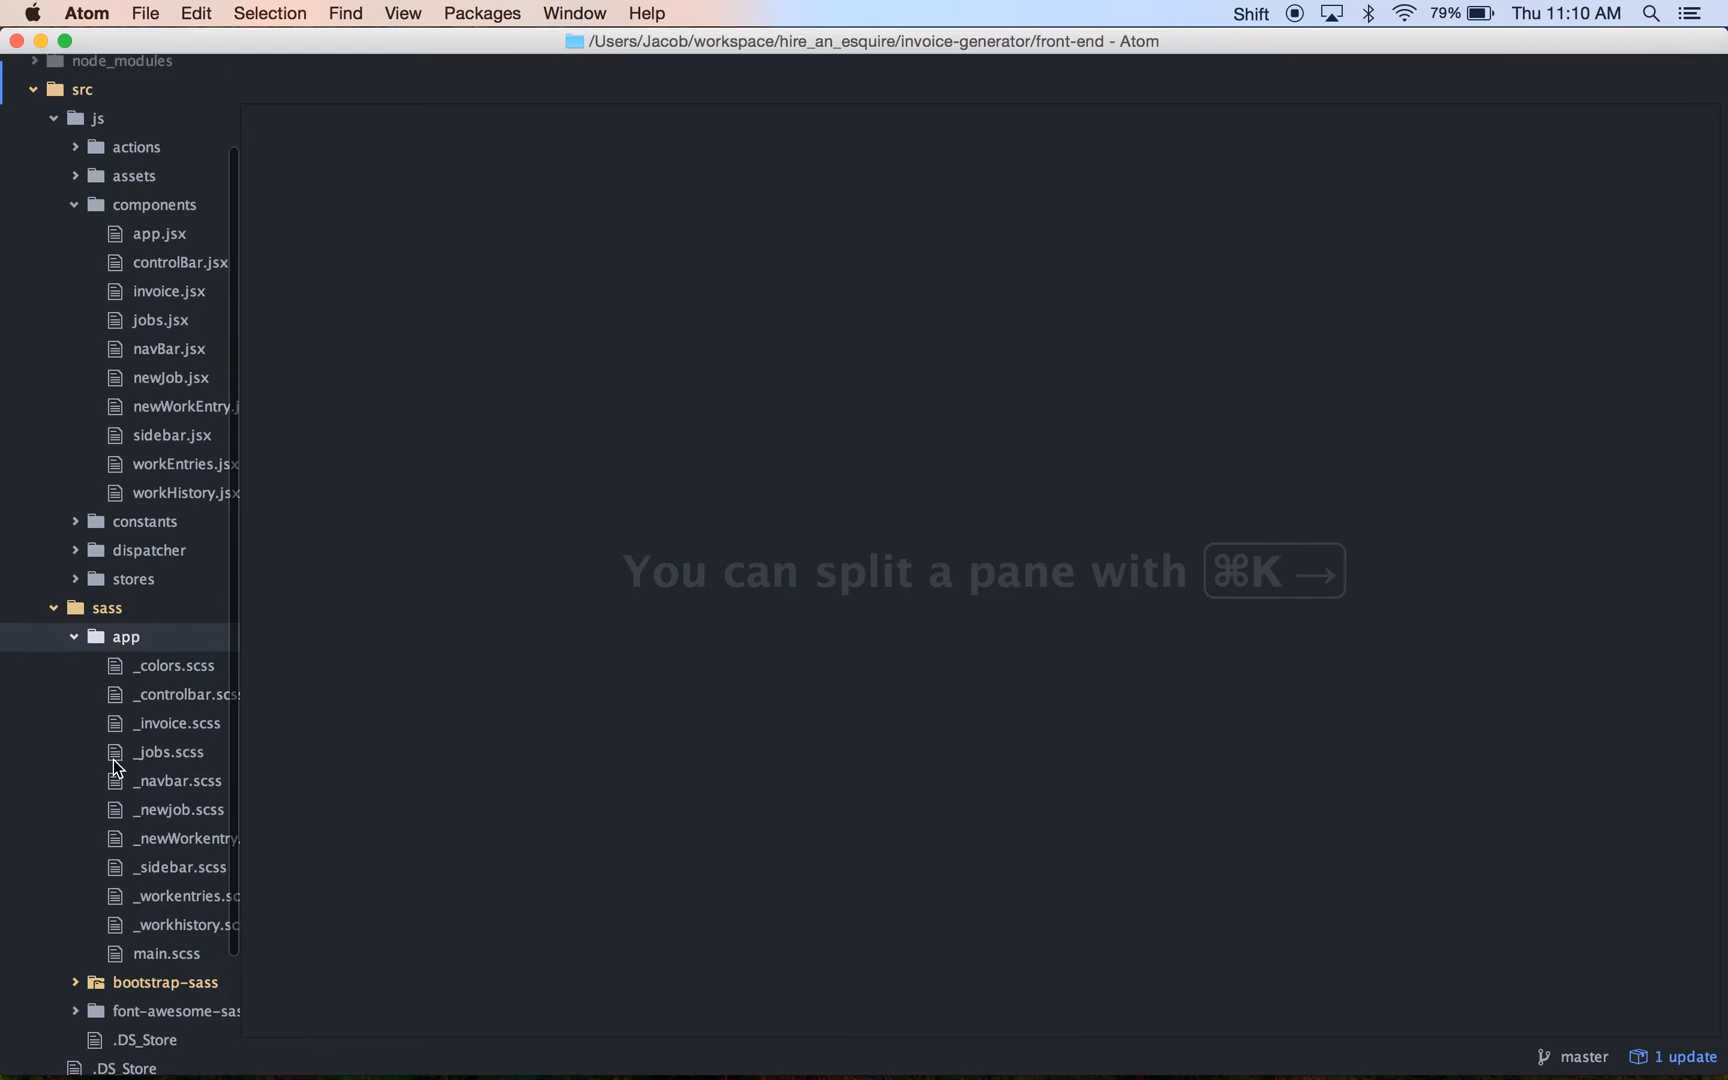 Atom File Edit Selection Find View Packages Window Help Shift 79% Thu 11:10 AM
/Users/Jacob/workspace/hire_an_esquire/invoice-generator/front-end - Atom
node_modules
src
js
actions
assets
components
app.jsx
controlBar.jsx
invoice.jsx
jobs.jsx
navBar.jsx
newJob.jsx
newWorkEntry.j
sidebar.jsx
workEntries.jsx
workHistory.jsx
constants
dispatcher
You can split a pane with ⌘K →
stores
sass
app
_colors.scss
_controlbar.scs
_invoice.scss
_jobs.scss
_navbar.scss
_newjob.scss
_newWorkentry.
_sidebar.scss
_workentries.sc
_workhistory.sc
main.scss
bootstrap-sass
font-awesome-sas
.DS_Store
.DS_Store
master 1 update